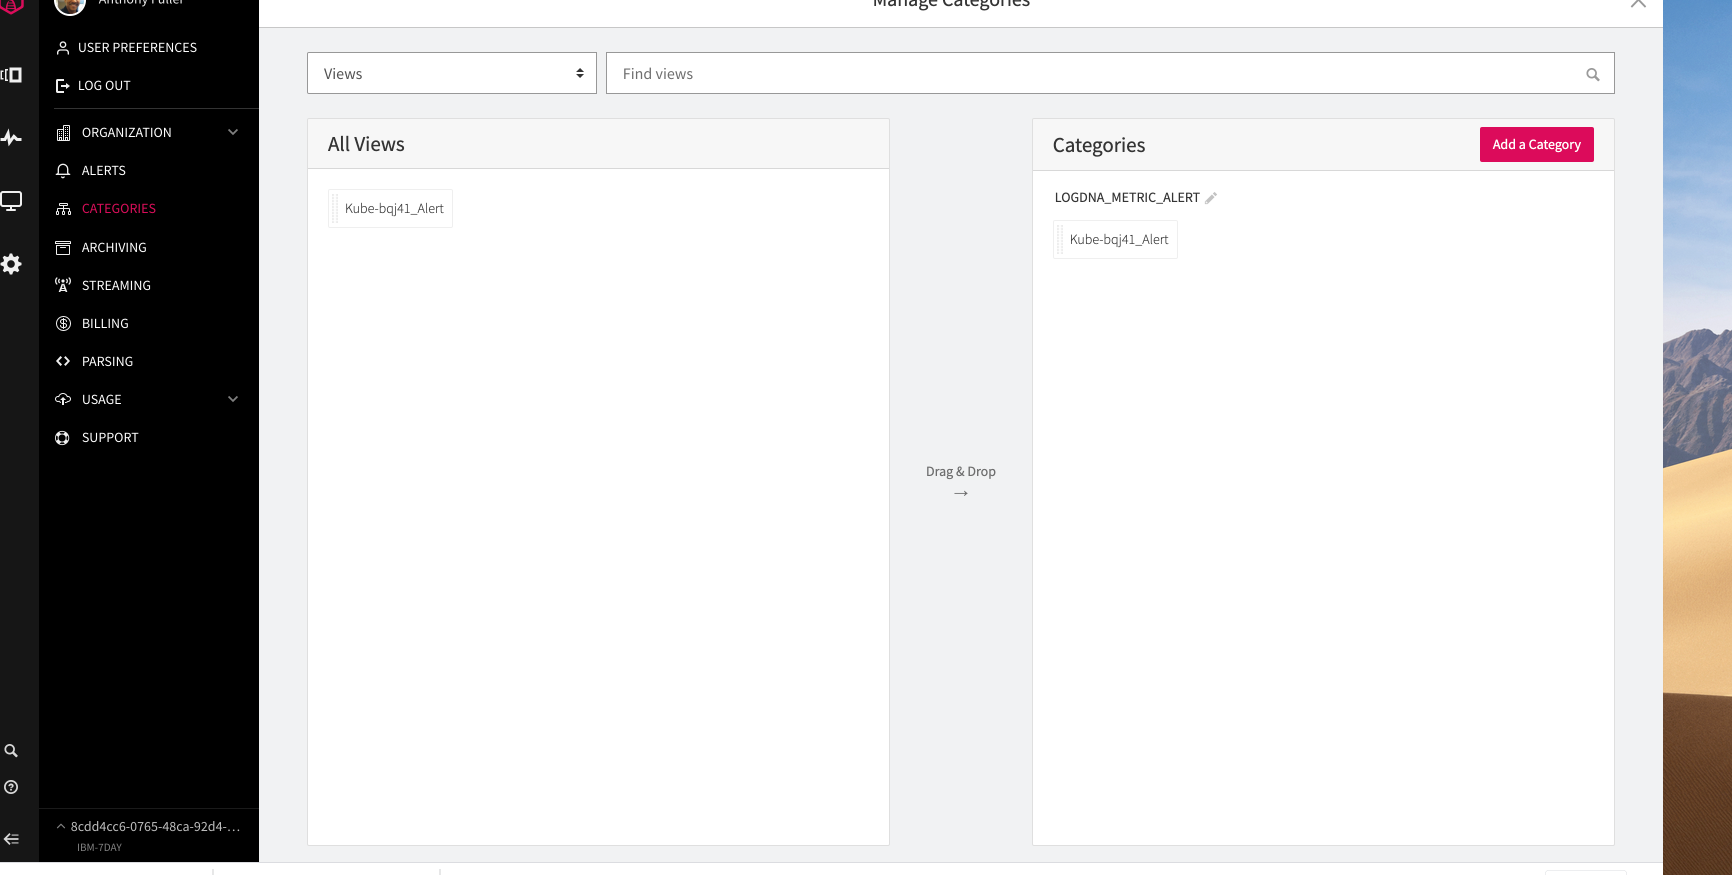 Anthony Fuller
USER PREFERENCES
LOG OUT
ORGANIZATION
ALERTS
CATEGORIES
ARCHIVING
STREAMING
BILLING
PARSING
USAGE
SUPPORT
8cdd4cc6-0765-48ca-92d4-...
IBM-7DAY
Manage Categories
Views
Find views
All Views
Kube-bqj41_Alert
Drag & Drop
→
Categories
Add a Category
LOGDNA_METRIC_ALERT
Kube-bqj41_Alert